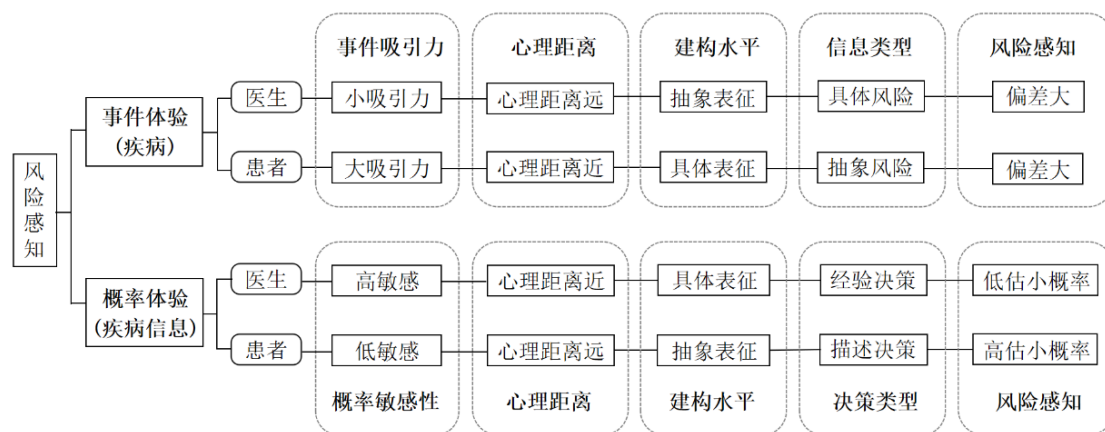 事件吸引力 心理距离 建构水平 信息类型 风险感知
医生 小吸引力 心理距离远 抽象表征 具体风险 偏差大
事件体验
(疾病)
患者 大吸引力 心理距离近 具体表征 抽象风险 偏差大
风险感知
医生 高敏感 心理距离近 具体表征 经验决策 低估小概率
概率体验
(疾病信息)
患者 低敏感 心理距离远 抽象表征 描述决策 高估小概率
概率敏感性 心理距离 建构水平 决策类型 风险感知